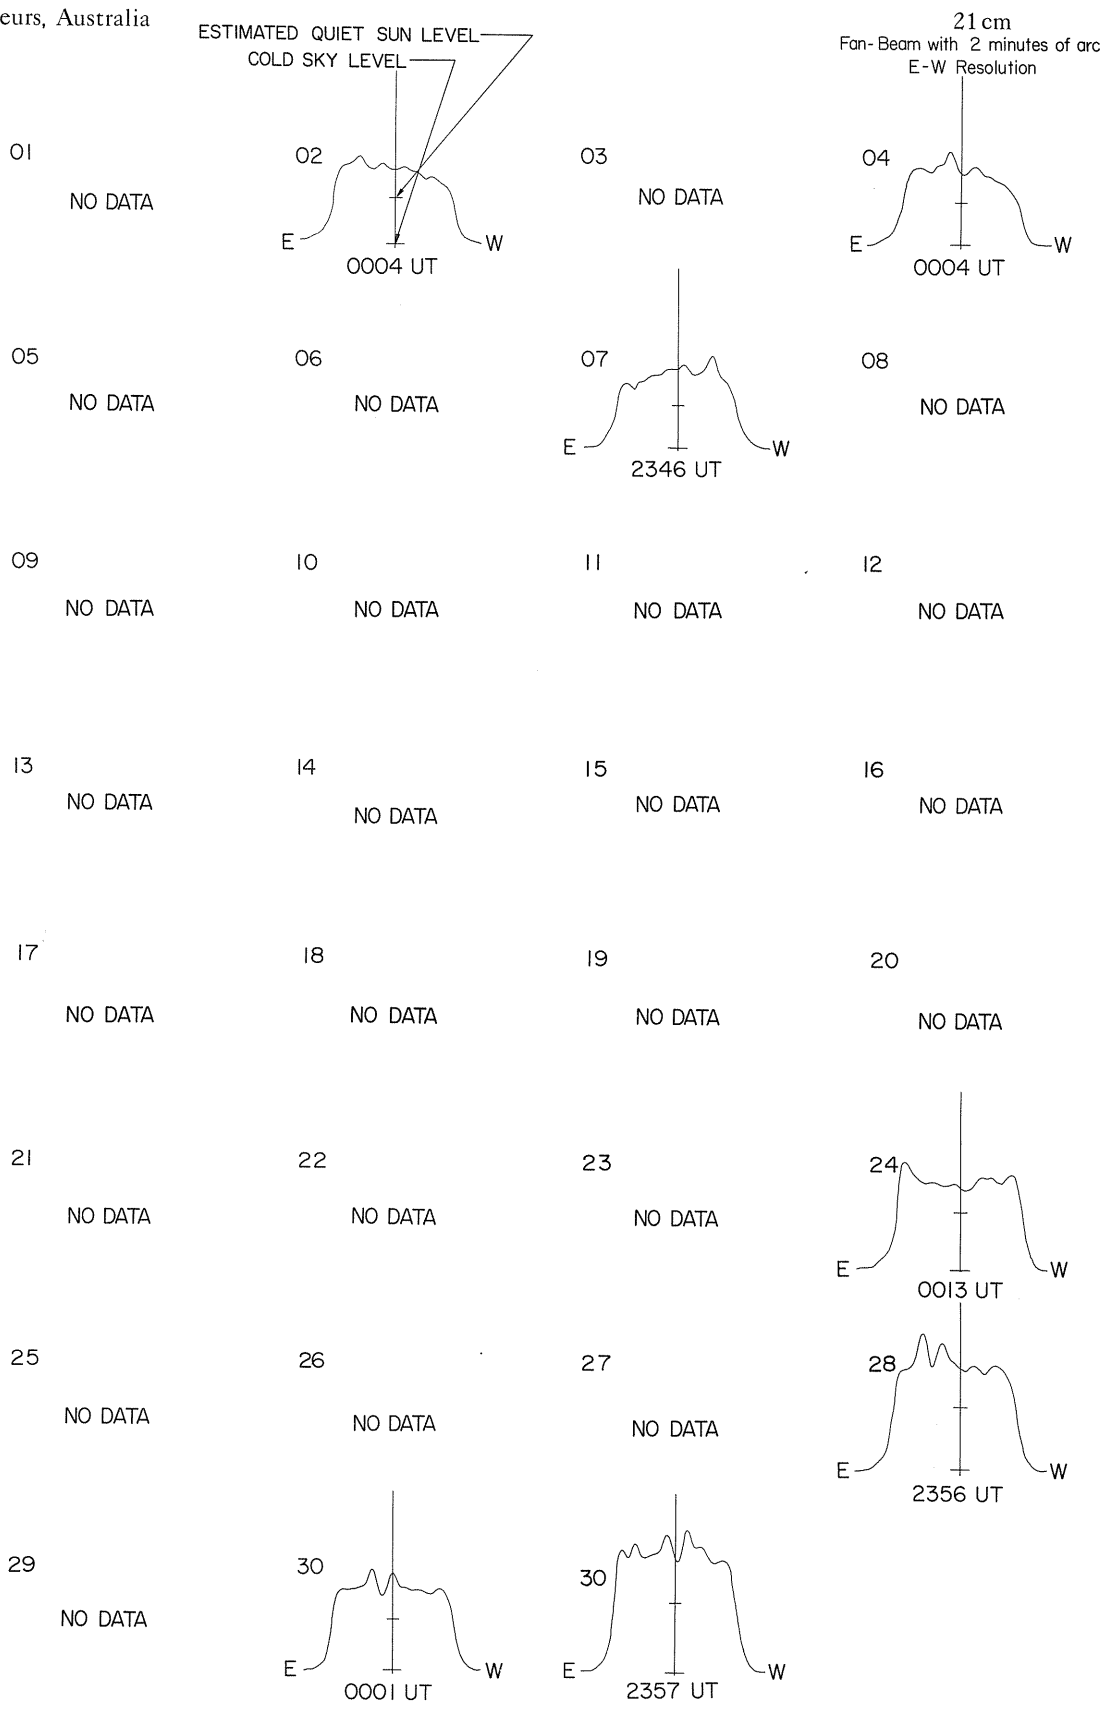 eurs, Australia
ESTIMATED QUIET SUN LEVEL
COLD SKY LEVEL
21 cm
Fan-Beam with 2 minutes of arc
E-W Resolution
01
NO DATA
02
E W
0004 UT
03
NO DATA
04
E W
0004 UT
05
NO DATA
06
NO DATA
07
E W
2346 UT
08
NO DATA
09
NO DATA
10
NO DATA
11
NO DATA
12
NO DATA
13
NO DATA
14
NO DATA
15
NO DATA
16
NO DATA
17
NO DATA
18
NO DATA
19
NO DATA
20
NO DATA
21
NO DATA
22
NO DATA
23
NO DATA
24
E W
0013 UT
25
NO DATA
26
NO DATA
27
NO DATA
28
E W
2356 UT
29
NO DATA
30
E W
0001 UT
30
E W
2357 UT